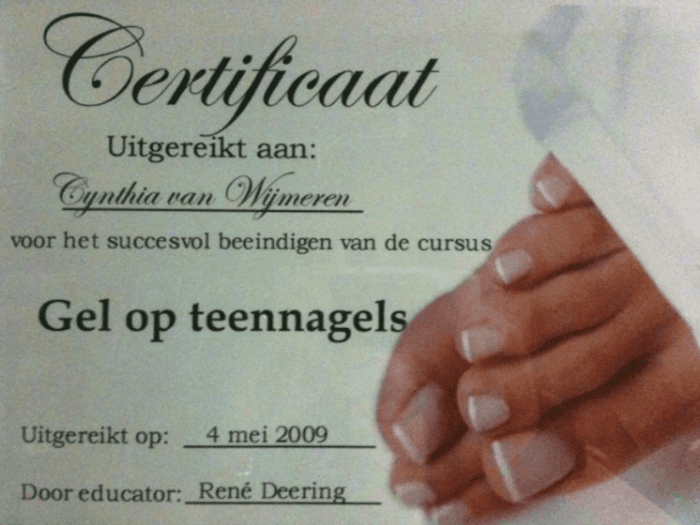 Certificaat
Uitgereikt aan:
Cynthia van Wijmeren
voor het succesvol beeindigen van de cursus
Gel op teennagels
Uitgereikt op: 4 mei 2009
Door educator: René Deering